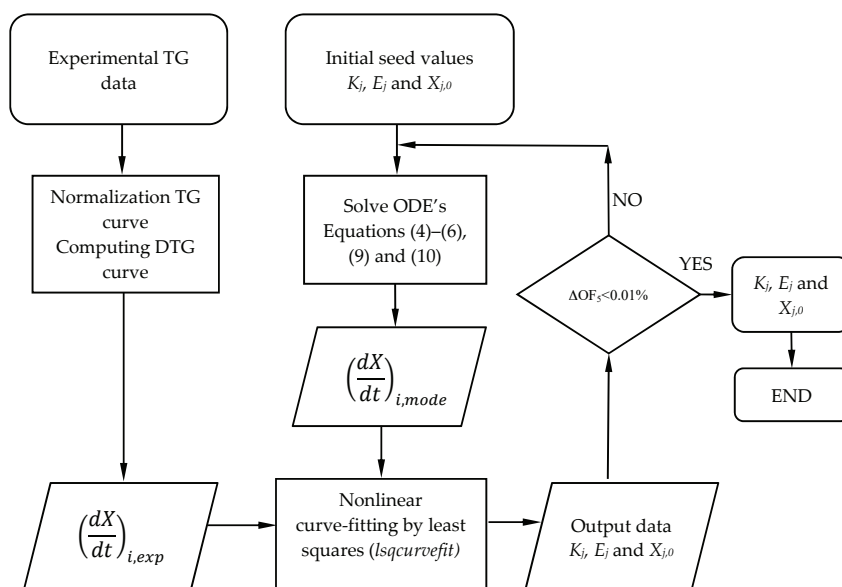 Experimental TG
data
Initial seed values
Kj, Ej and Xj,0
Normalization TG
curve
Computing DTG
curve
Solve ODE's
Equations (4)–(6),
(9) and (10)
NO
YES
ΔOF5<0.01%
Kj, Ej and
Xj,0
END
(dX/dt)i,mode
(dX/dt)i,exp
Nonlinear
curve-fitting by least
squares (lsqcurvefit)
Output data
Kj, Ej and Xj,0